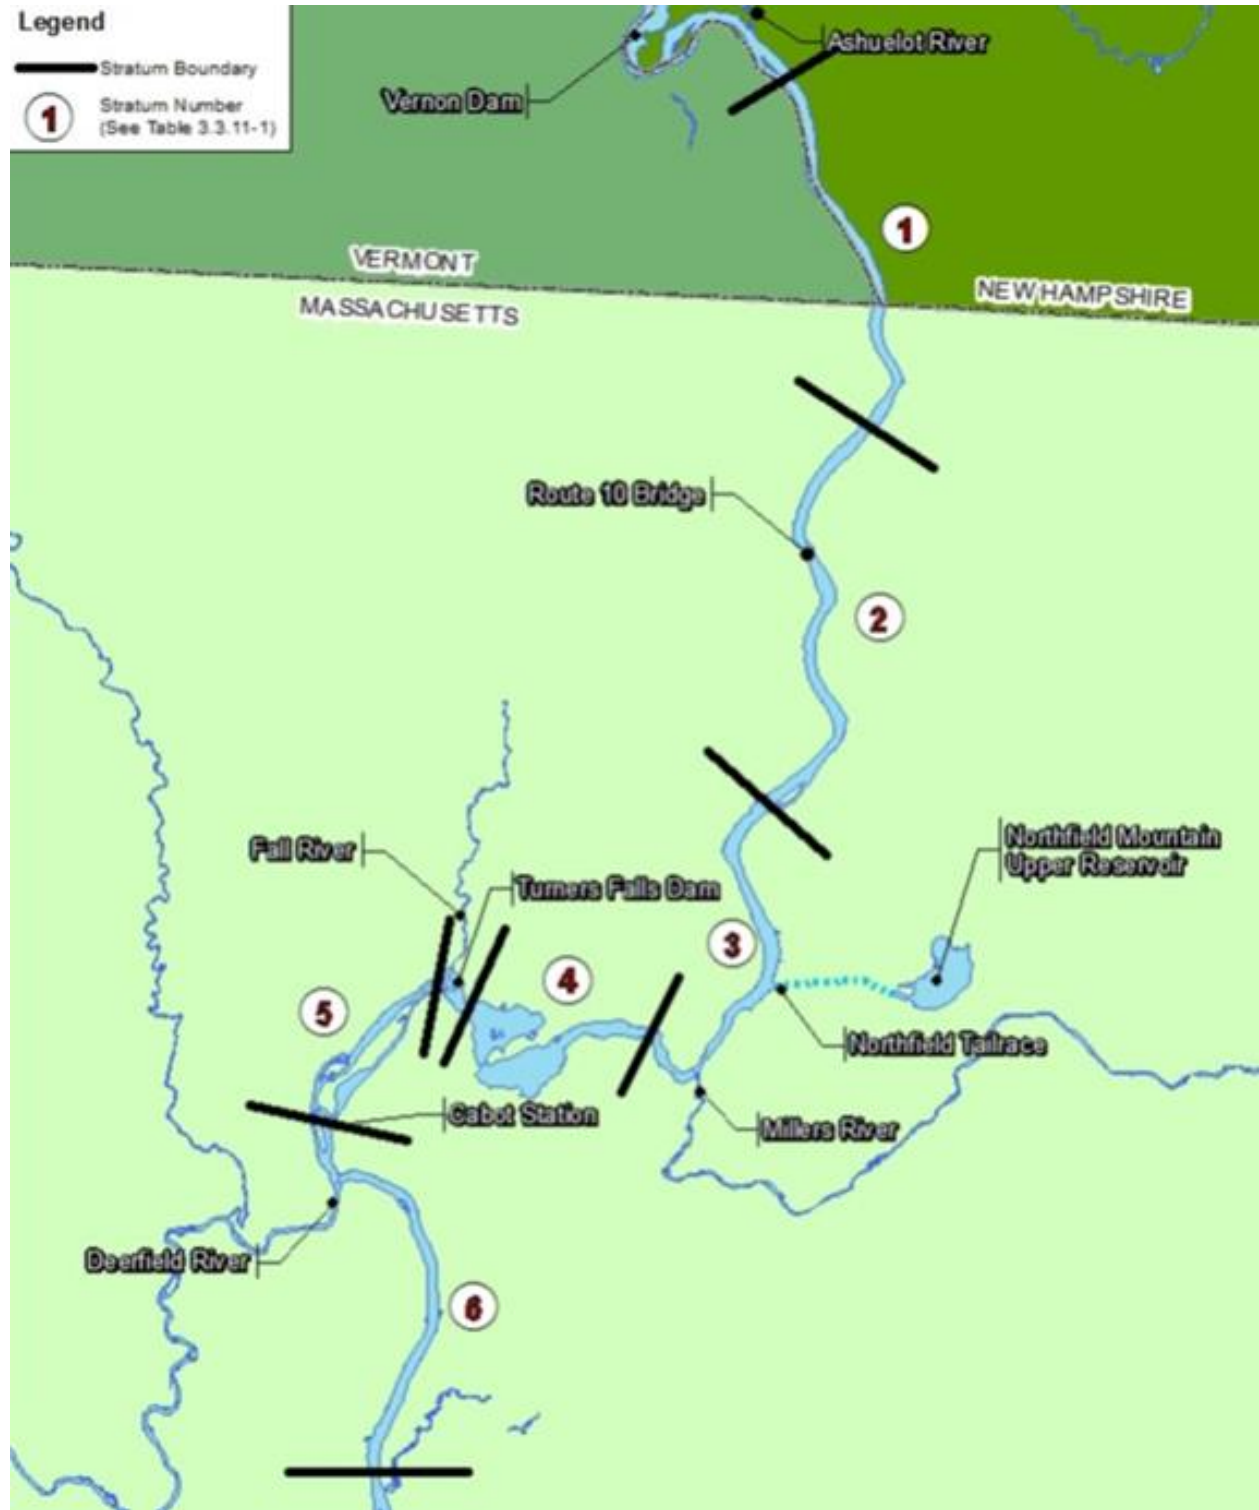 Legend
Stratum Boundary
1
Stratum Number
(See Table 3.3.11-1)
Ashuelot River
Vernon Dam
1
VERMONT
NEW HAMPSHIRE
MASSACHUSETTS
Route 10 Bridge
2
Northfield Mountain
Upper Reservoir
Fall River
Turners Falls Dam
3
4
5
Northfield Tailrace
Cabot Station
Millers River
Deerfield River
6